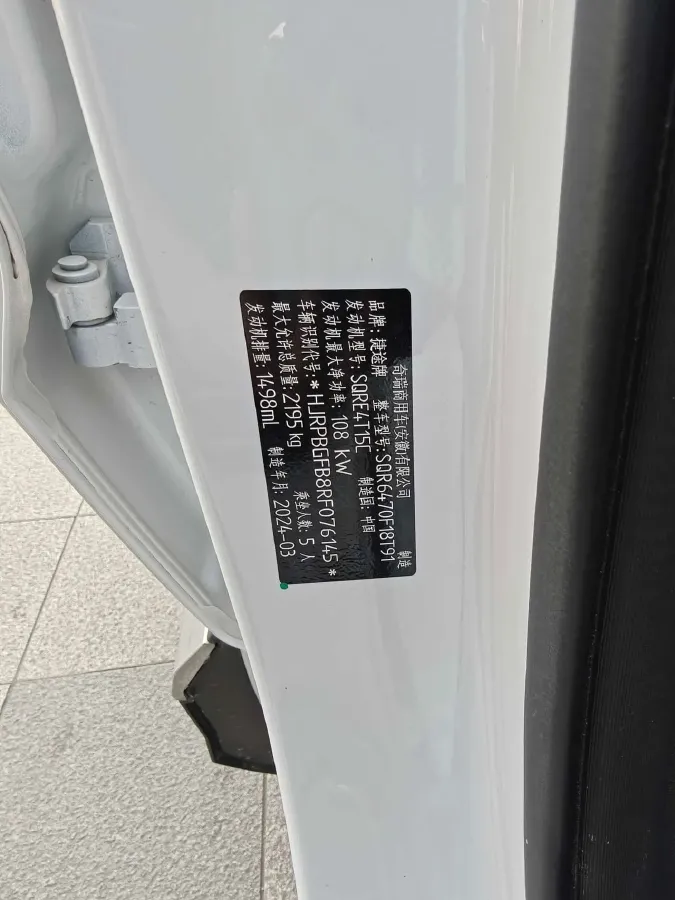 奇瑞商用车(安徽)有限公司 制造
品牌:捷途牌 整车型号:SQR6470F18T91
发动机型号:SQRE4T15C 制造国:中国
发动机最大净功率:108 kW
车辆识别代号:*HJRPBGFB8RF076145*
最大允许总质量:2195 kg 乘坐人数:5 人
发动机排量:1498mL 制造年月:2024-03